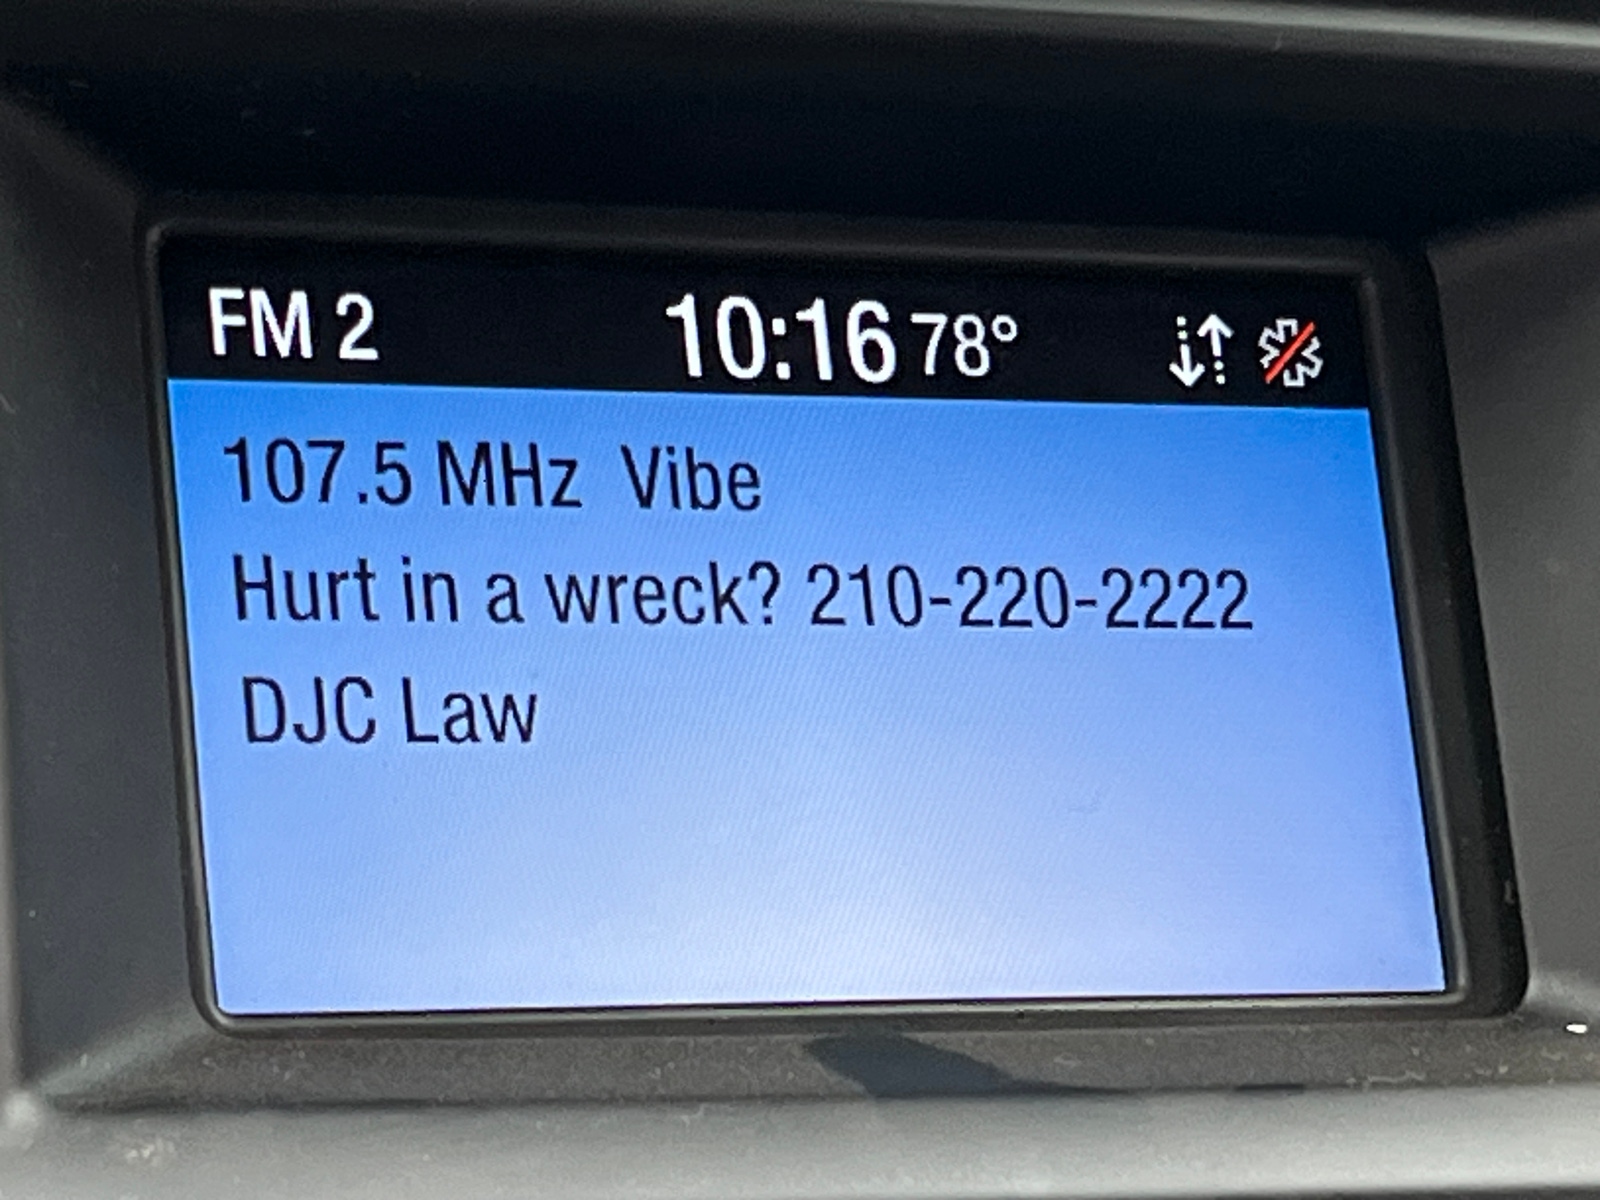 FM 2 10:16 78°
107.5 MHz Vibe
Hurt in a wreck? 210-220-2222
DJC Law